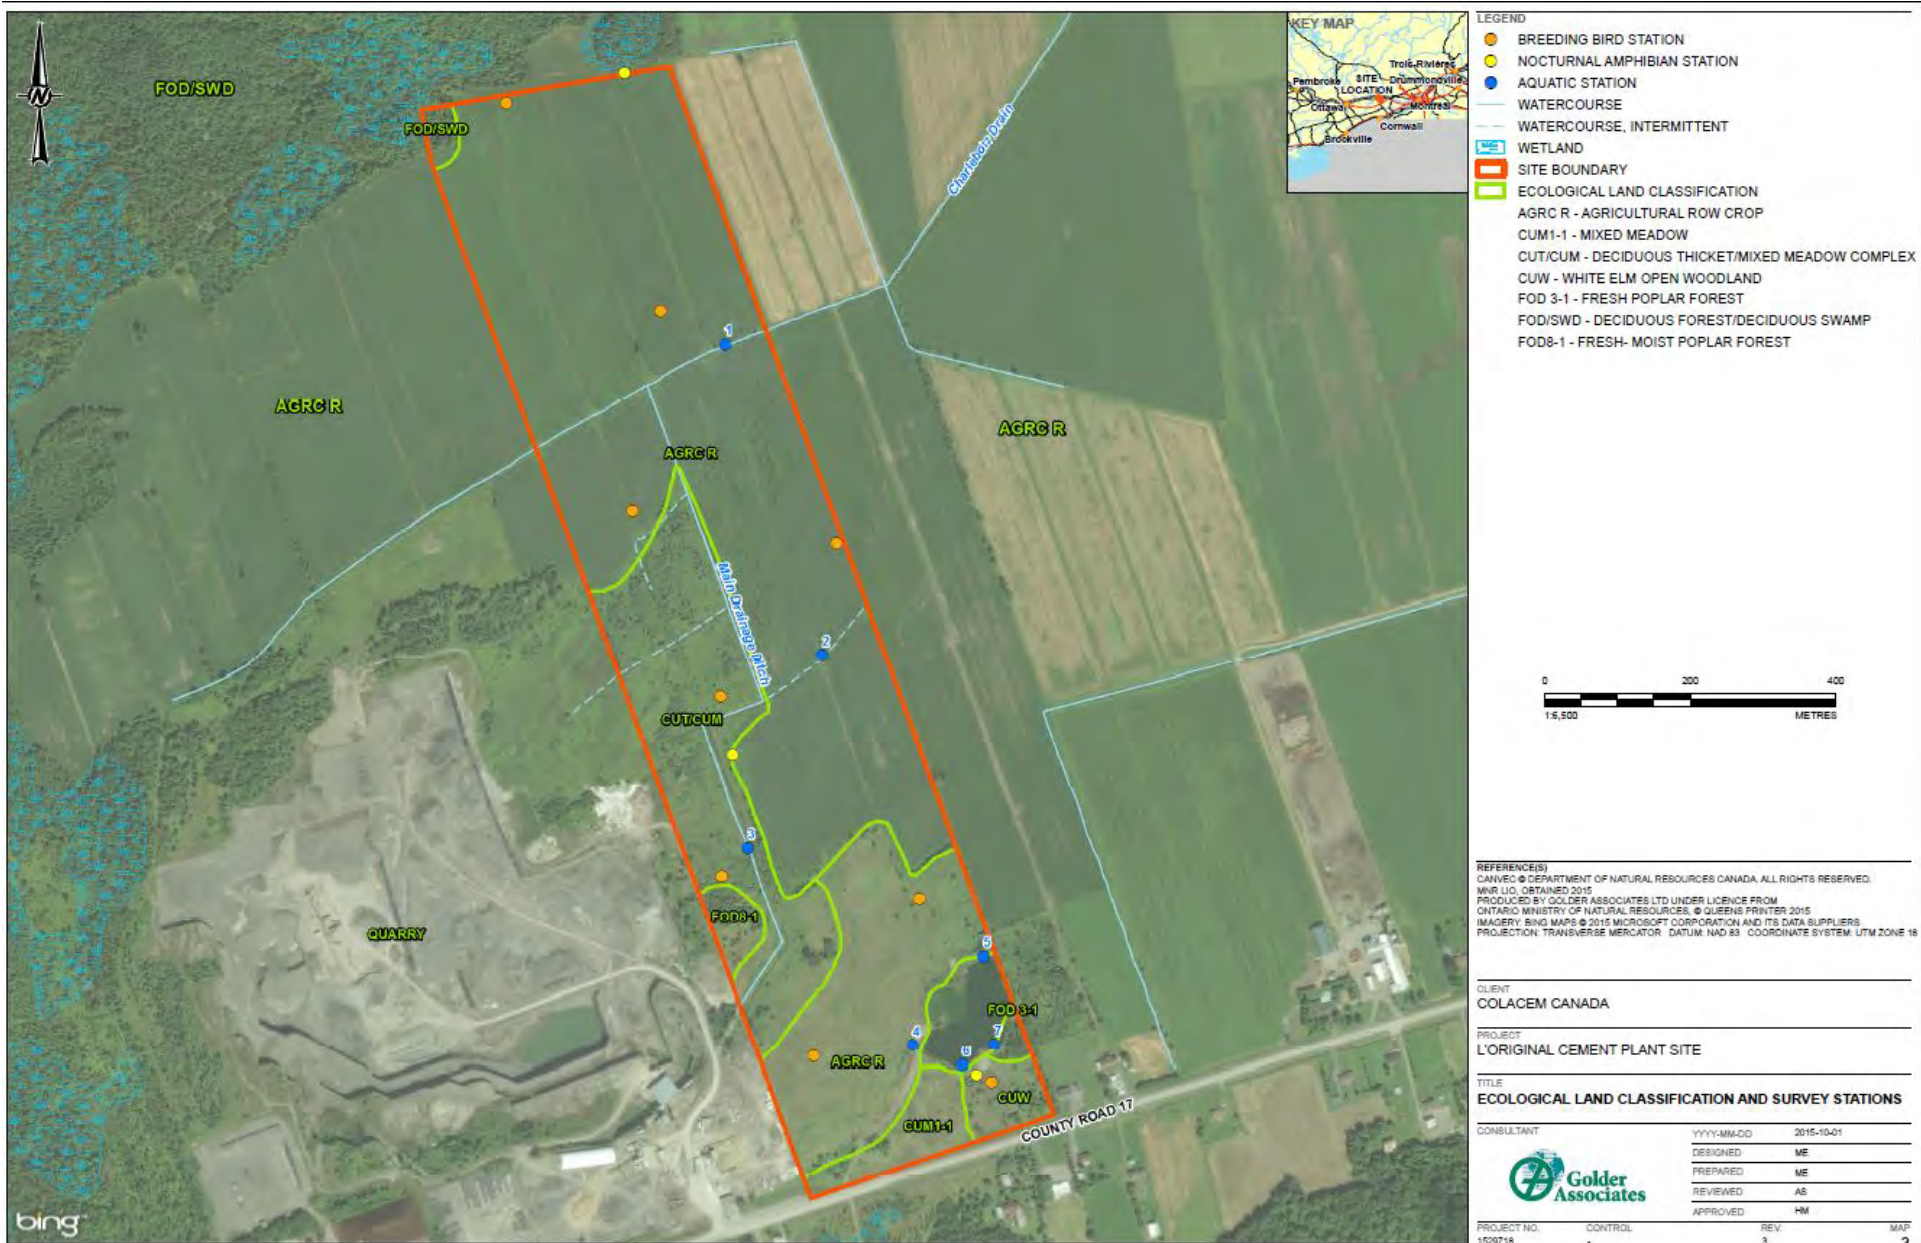 FOD/SWD
FOD/SWD
N
Charlebois Drain
1
AGRC R
AGRC R
AGRC R
Main Drainage Ditch
2
CUT/CUM
3
FOD8-1
QUARRY
5
FOD 3-1
4
7
6
AGRC R
CUW
CUM1-1
COUNTY ROAD 17
bing
KEY MAP
Trois-Rivières
Pembroke
SITE
Drummondville
LOCATION
Ottawa
Montreal
Cornwall
Brockville
LEGEND
BREEDING BIRD STATION
NOCTURNAL AMPHIBIAN STATION
AQUATIC STATION
WATERCOURSE
WATERCOURSE, INTERMITTENT
WETLAND
SITE BOUNDARY
ECOLOGICAL LAND CLASSIFICATION
AGRC R - AGRICULTURAL ROW CROP
CUM1-1 - MIXED MEADOW
CUT/CUM - DECIDUOUS THICKET/MIXED MEADOW COMPLEX
CUW - WHITE ELM OPEN WOODLAND
FOD 3-1 - FRESH POPLAR FOREST
FOD/SWD - DECIDUOUS FOREST/DECIDUOUS SWAMP
FOD8-1 - FRESH- MOIST POPLAR FOREST
0 200 400
1:6,500 METRES
REFERENCE(S)
CANVEC © DEPARTMENT OF NATURAL RESOURCES CANADA. ALL RIGHTS RESERVED.
MNR LIO, OBTAINED 2015
PRODUCED BY GOLDER ASSOCIATES LTD UNDER LICENCE FROM
ONTARIO MINISTRY OF NATURAL RESOURCES, © QUEENS PRINTER 2015
IMAGERY: BING MAPS © 2015 MICROSOFT CORPORATION AND ITS DATA SUPPLIERS
PROJECTION: TRANSVERSE MERCATOR DATUM: NAD 83 COORDINATE SYSTEM: UTM ZONE 18
CLIENT
COLACEM CANADA
PROJECT
L'ORIGINAL CEMENT PLANT SITE
TITLE
ECOLOGICAL LAND CLASSIFICATION AND SURVEY STATIONS
CONSULTANT
Golder
Associates
YYYY-MM-DD 2015-10-01
DESIGNED ME
PREPARED ME
REVIEWED AS
APPROVED HM
PROJECT NO. CONTROL REV. MAP
1529718 3